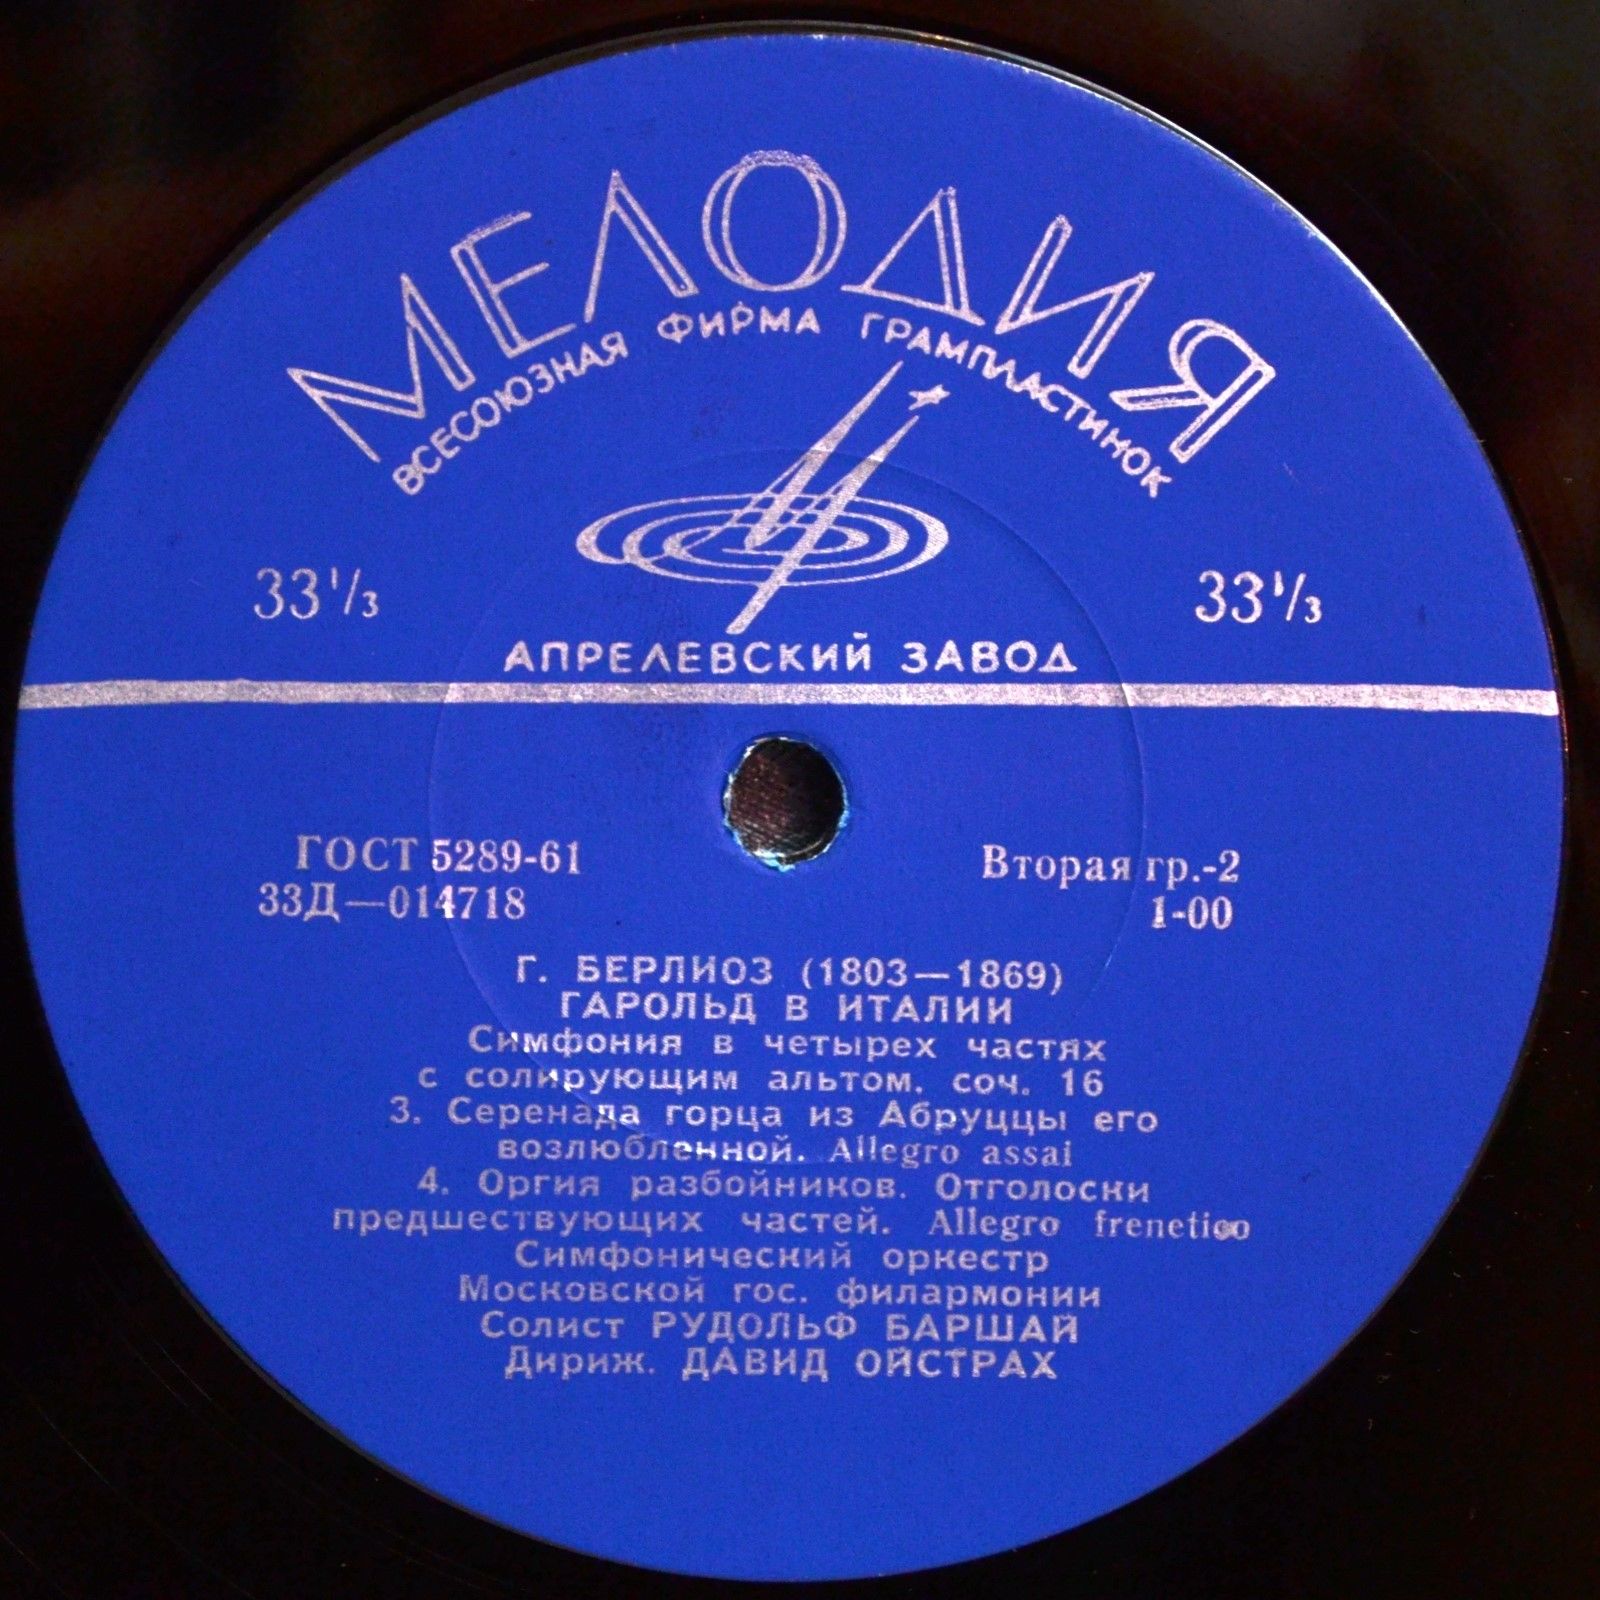 МЕЛОДИЯ
ВСЕСОЮЗНАЯ ФИРМА ГРАМПЛАСТИНОК
33⅓ 33⅓
АПРЕЛЕВСКИЙ ЗАВОД
ГОСТ 5289-61 Вторая гр.-2
33Д—014718 1-00
Г. БЕРЛИОЗ (1803—1869)
ГАРОЛЬД В ИТАЛИИ
Симфония в четырех частях
с солирующим альтом. соч. 16
3. Серенада горца из Абруццы его
возлюбленной. Allegro assai
4. Оргия разбойников. Отголоски
предшествующих частей. Allegro frenetico
Симфонический оркестр
Московской гос. филармонии
Солист РУДОЛЬФ БАРШАЙ
Дириж. ДАВИД ОЙСТРАХ